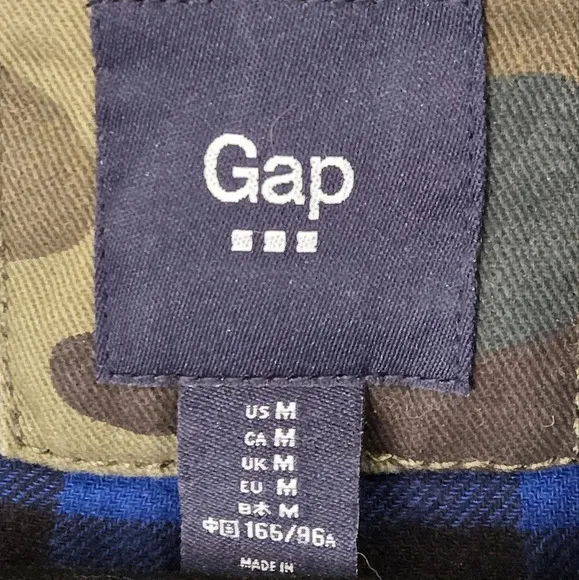 Gap
US M
CA M
UK M
EU M
日本 M
中国 165/96A
MADE IN